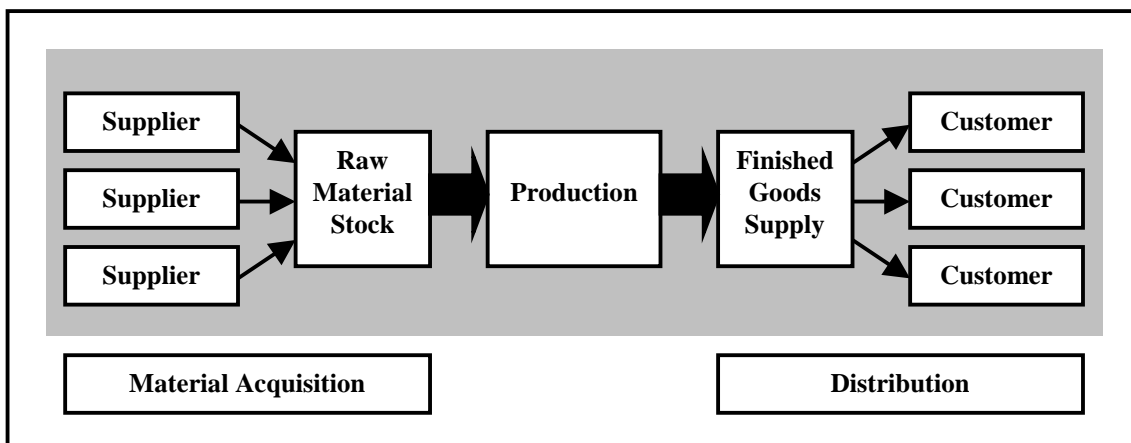 Supplier
Supplier
Supplier
Raw
Material
Stock
Production
Finished
Goods
Supply
Customer
Customer
Customer
Material Acquisition
Distribution